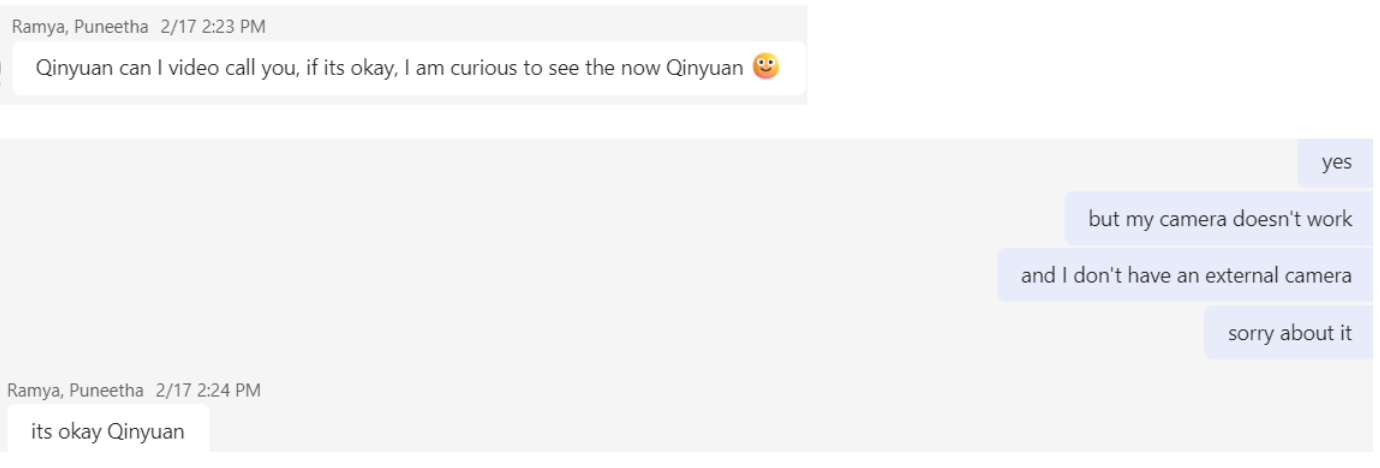 Ramya, Puneetha 2/17 2:23 PM
Qinyuan can I video call you, if its okay, I am curious to see the now Qinyuan 🙂
yes
but my camera doesn't work
and I don't have an external camera
sorry about it
Ramya, Puneetha 2/17 2:24 PM
its okay Qinyuan